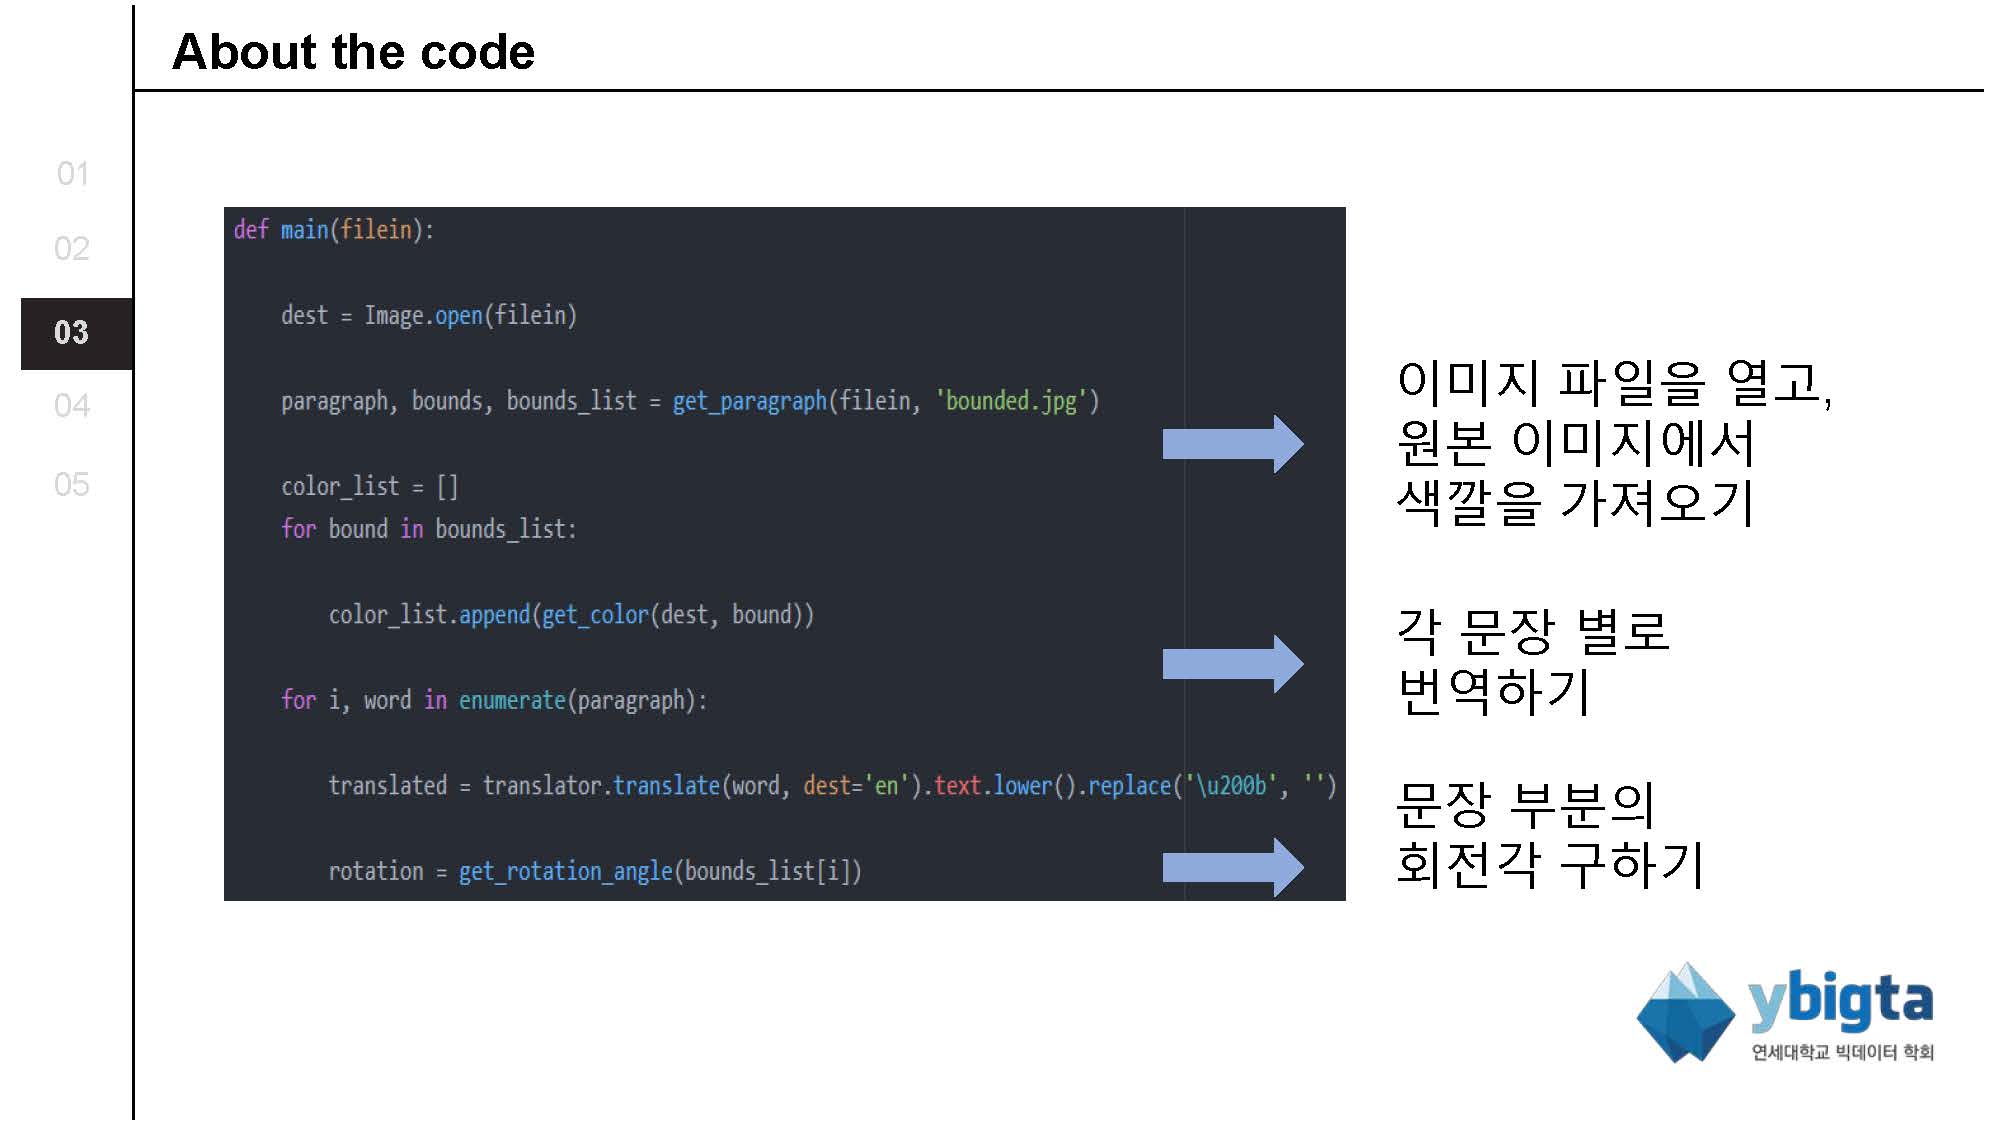 About the code
01
02
03
04
05
def main(filein):
dest = Image.open(filein)
paragraph, bounds, bounds_list = get_paragraph(filein, 'bounded.jpg')
color_list = []
for bound in bounds_list:
color_list.append(get_color(dest, bound))
for i, word in enumerate(paragraph):
translated = translator.translate(word, dest='en').text.lower().replace('\u200b', '')
rotation = get_rotation_angle(bounds_list[i])
이미지 파일을 열고,
원본 이미지에서
색깔을 가져오기
각 문장 별로
번역하기
문장 부분의
회전각 구하기
ybigta
연세대학교 빅데이터 학회